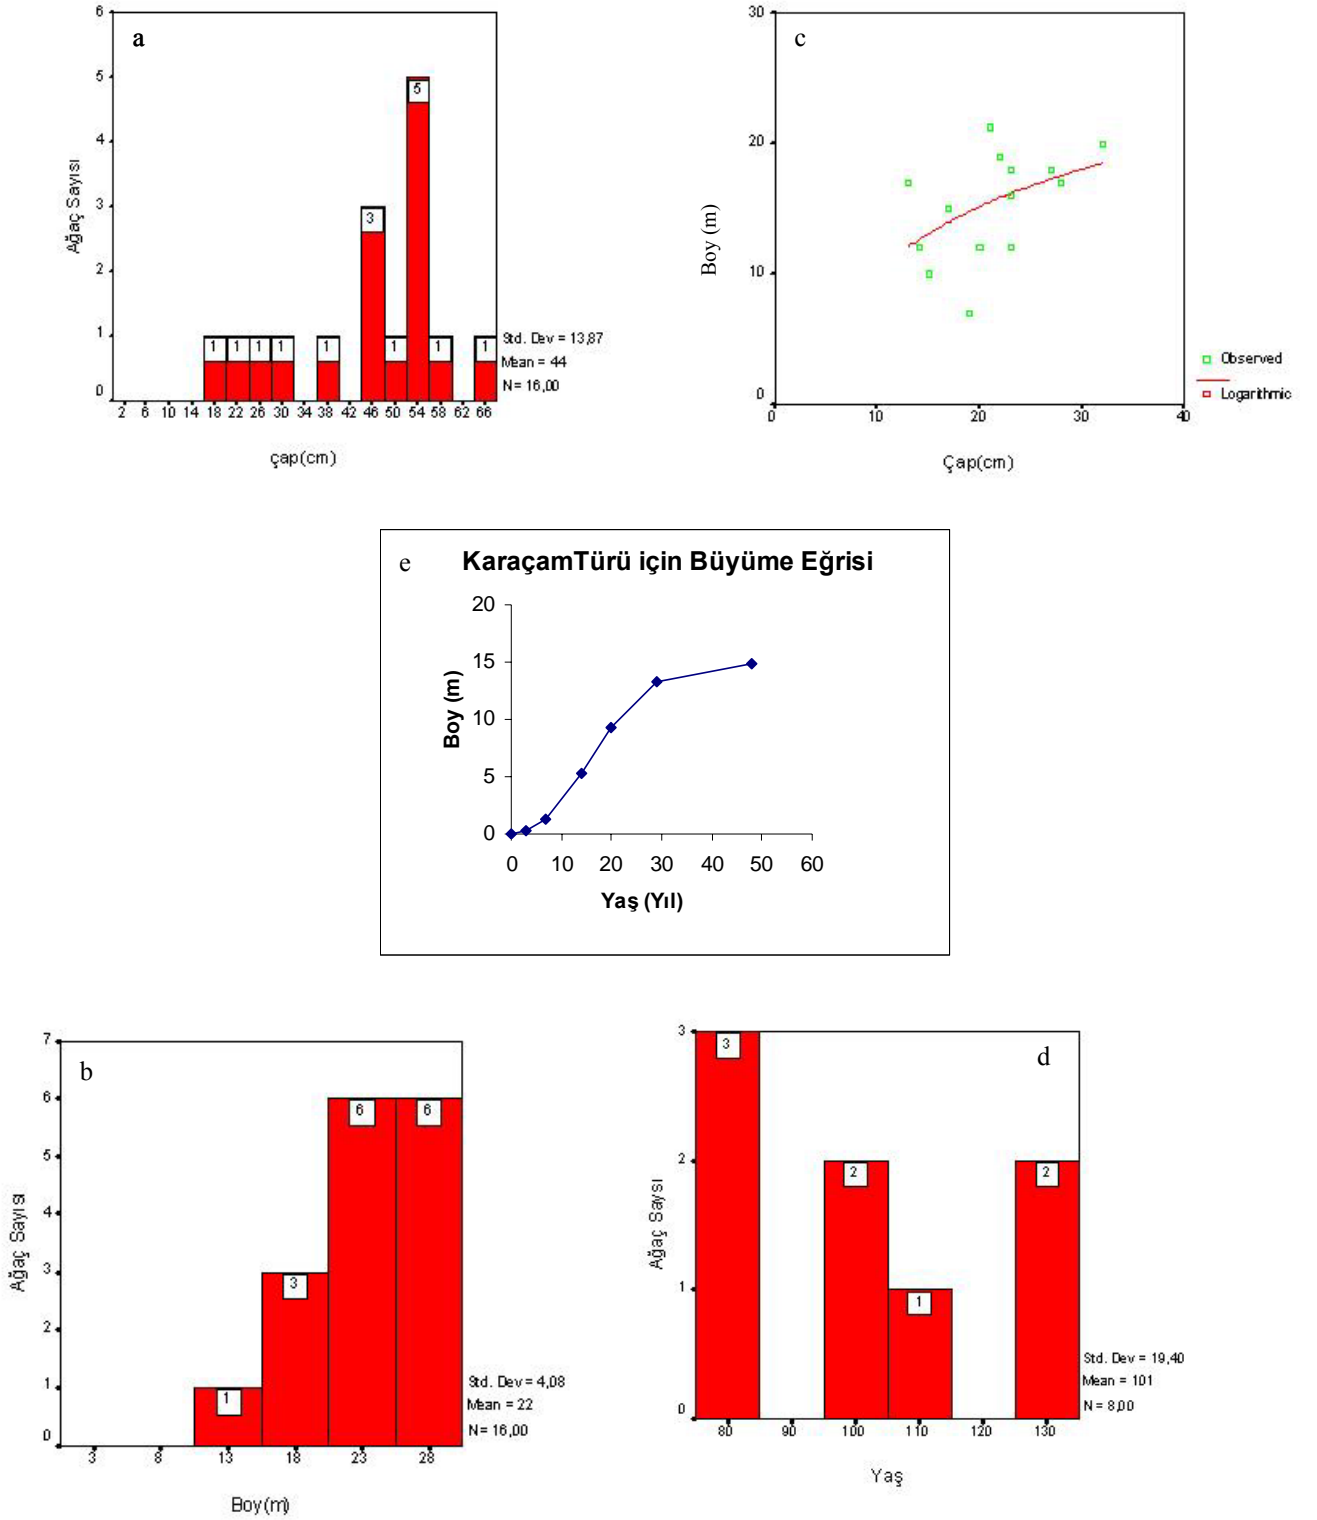 a
6
5
4
3
2
1
0
Ağaç Sayısı
1
1
1
1
1
3
1
5
1
1
2 6 10 14 18 22 26 30 34 38 42 46 50 54 58 62 66
çap(cm)
Std. Dev = 13,87
Mean = 44
N = 16,00
c
30
20
10
0
Boy (m)
0 10 20 30 40
Çap(cm)
Observed
Logarithmic
e
KaraçamTürü için Büyüme Eğrisi
20
15
10
5
0
Boy (m)
0 10 20 30 40 50 60
Yaş (Yıl)
b
7
6
5
4
3
2
1
0
Ağaç Sayısı
1
3
6
6
3 8 13 18 23 28
Boy(m)
Std. Dev = 4,08
Mean = 22
N = 16,00
d
3
2
1
0
Ağaç Saysı
3
2
1
2
80 90 100 110 120 130
Yaş
Std. Dev = 19,40
Mean = 101
N = 8,00